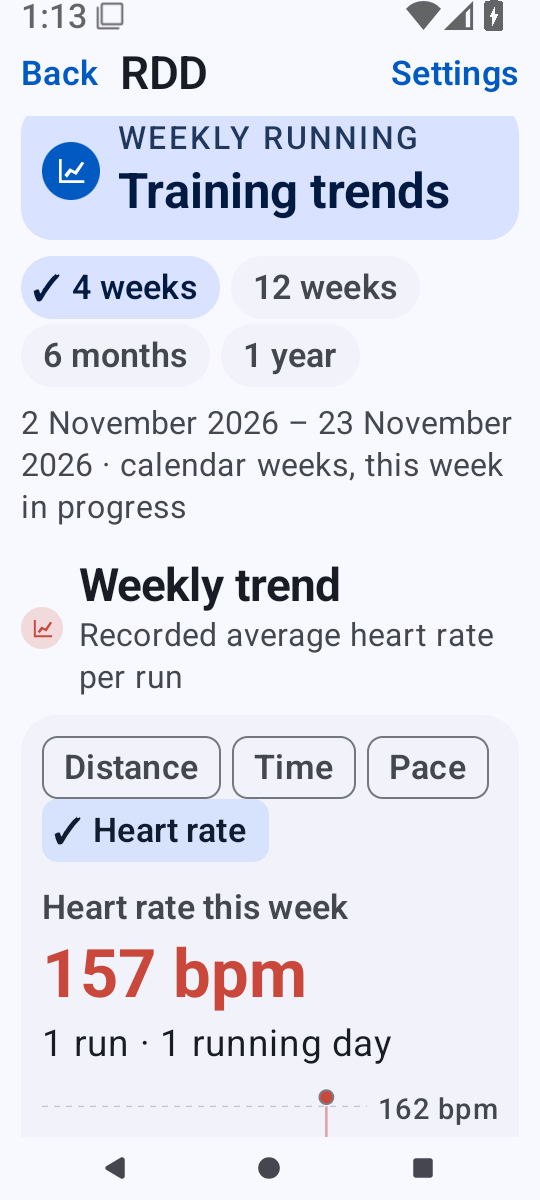 1:13
Back RDD Settings
WEEKLY RUNNING
Training trends
✓ 4 weeks 12 weeks
6 months 1 year
2 November 2026 – 23 November
2026 · calendar weeks, this week
in progress
Weekly trend
Recorded average heart rate
per run
Distance Time Pace
✓ Heart rate
Heart rate this week
157 bpm
1 run · 1 running day
162 bpm